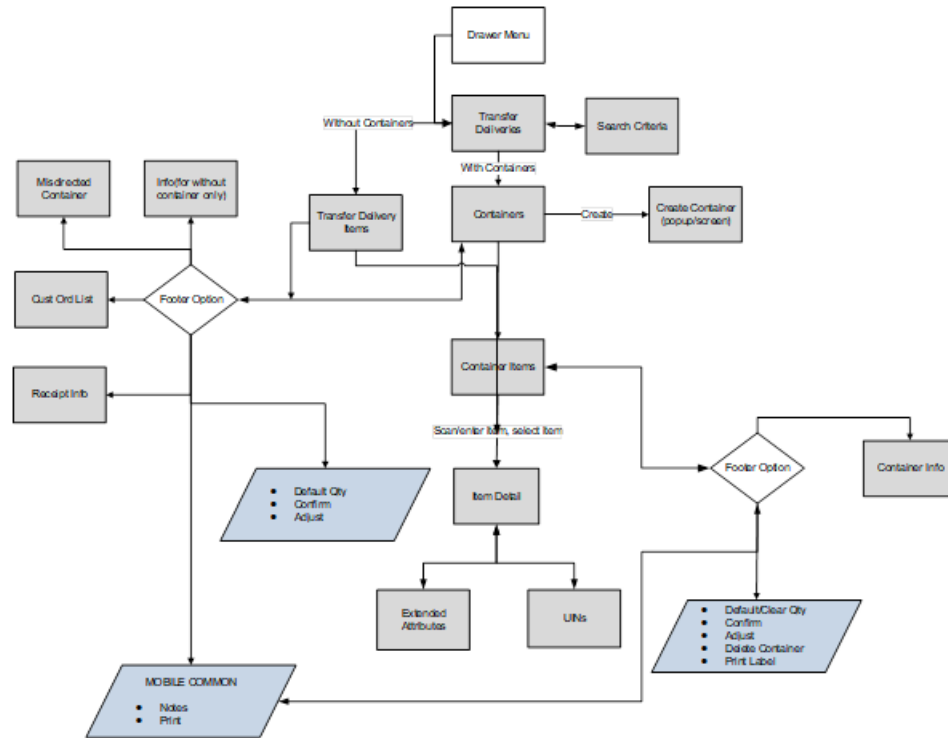 Drawer Menu
Without Containers
Transfer
Deliveries
Search Criteria
With Containers
Misdirected
Container
Info(for without
container only)
Transfer Delivery
Items
Containers
Create
Create Container
(popup/screen)
Cust Ord List
Footer Option
Receipt Info
Container Items
Scan/enter item, select item
Footer Option
Container Info
● Default Qty
● Confirm
● Adjust
Item Detail
Extended
Attributes
UINs
● Default/Clear Qty
● Confirm
● Adjust
● Delete Container
● Print Label
MOBILE COMMON
● Notes
● Print